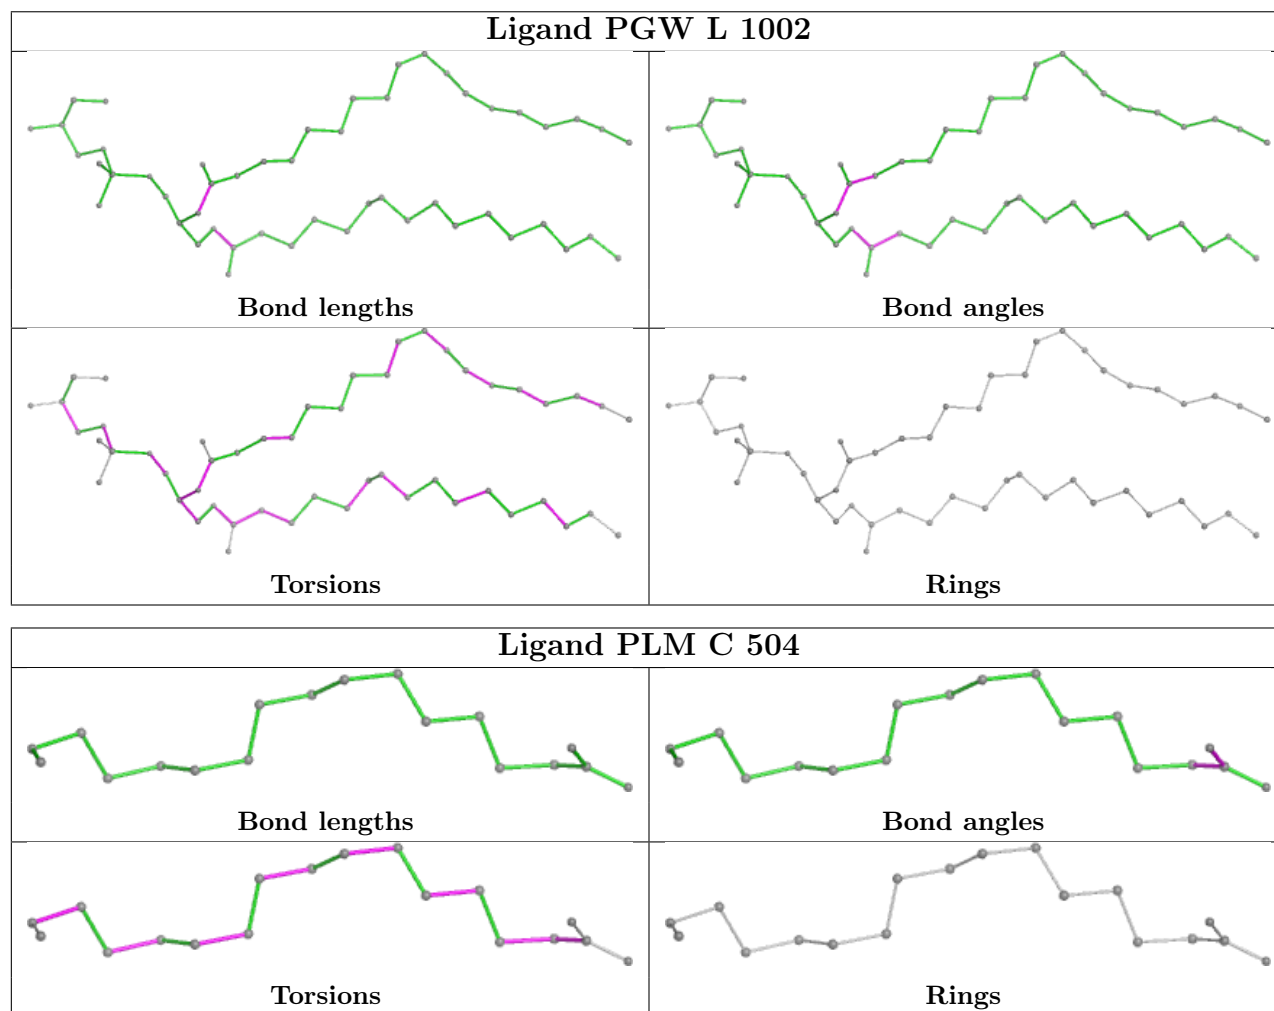 Ligand PGW L 1002
Bond lengths
Bond angles
Torsions
Rings
Ligand PLM C 504
Bond lengths
Bond angles
Torsions
Rings